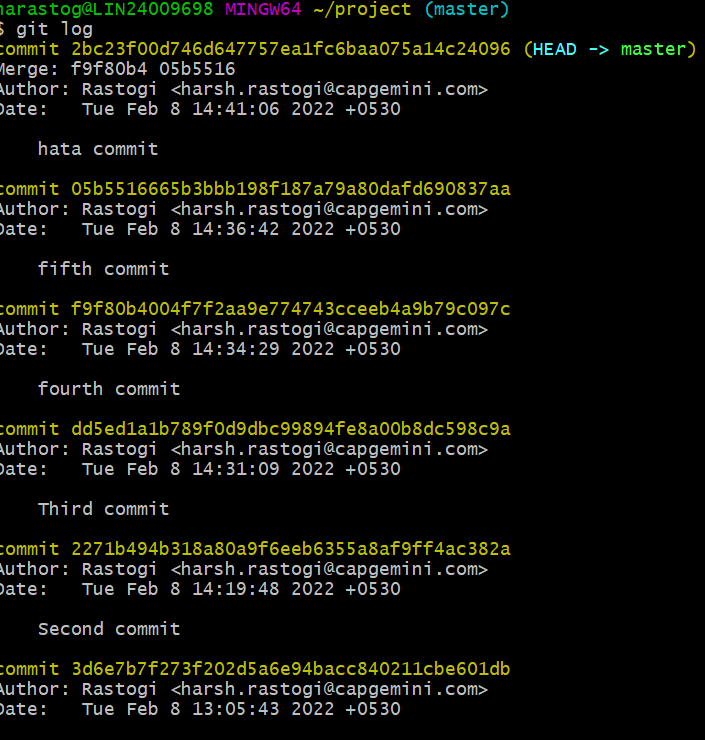 harastog@LIN24009698 MINGW64 ~/project (master)
$ git log
commit 2bc23f00d746d647757ea1fc6baa075a14c24096 (HEAD -> master)
Merge: f9f80b4 05b5516
Author: Rastogi <harsh.rastogi@capgemini.com>
Date:   Tue Feb 8 14:41:06 2022 +0530
hata commit
commit 05b5516665b3bbb198f187a79a80dafd690837aa
Author: Rastogi <harsh.rastogi@capgemini.com>
Date:   Tue Feb 8 14:36:42 2022 +0530
fifth commit
commit f9f80b4004f7f2aa9e774743cceeb4a9b79c097c
Author: Rastogi <harsh.rastogi@capgemini.com>
Date:   Tue Feb 8 14:34:29 2022 +0530
fourth commit
commit dd5ed1a1b789f0d9dbc99894fe8a00b8dc598c9a
Author: Rastogi <harsh.rastogi@capgemini.com>
Date:   Tue Feb 8 14:31:09 2022 +0530
Third commit
commit 2271b494b318a80a9f6eeb6355a8af9ff4ac382a
Author: Rastogi <harsh.rastogi@capgemini.com>
Date:   Tue Feb 8 14:19:48 2022 +0530
Second commit
commit 3d6e7b7f273f202d5a6e94bacc840211cbe601db
Author: Rastogi <harsh.rastogi@capgemini.com>
Date:   Tue Feb 8 13:05:43 2022 +0530